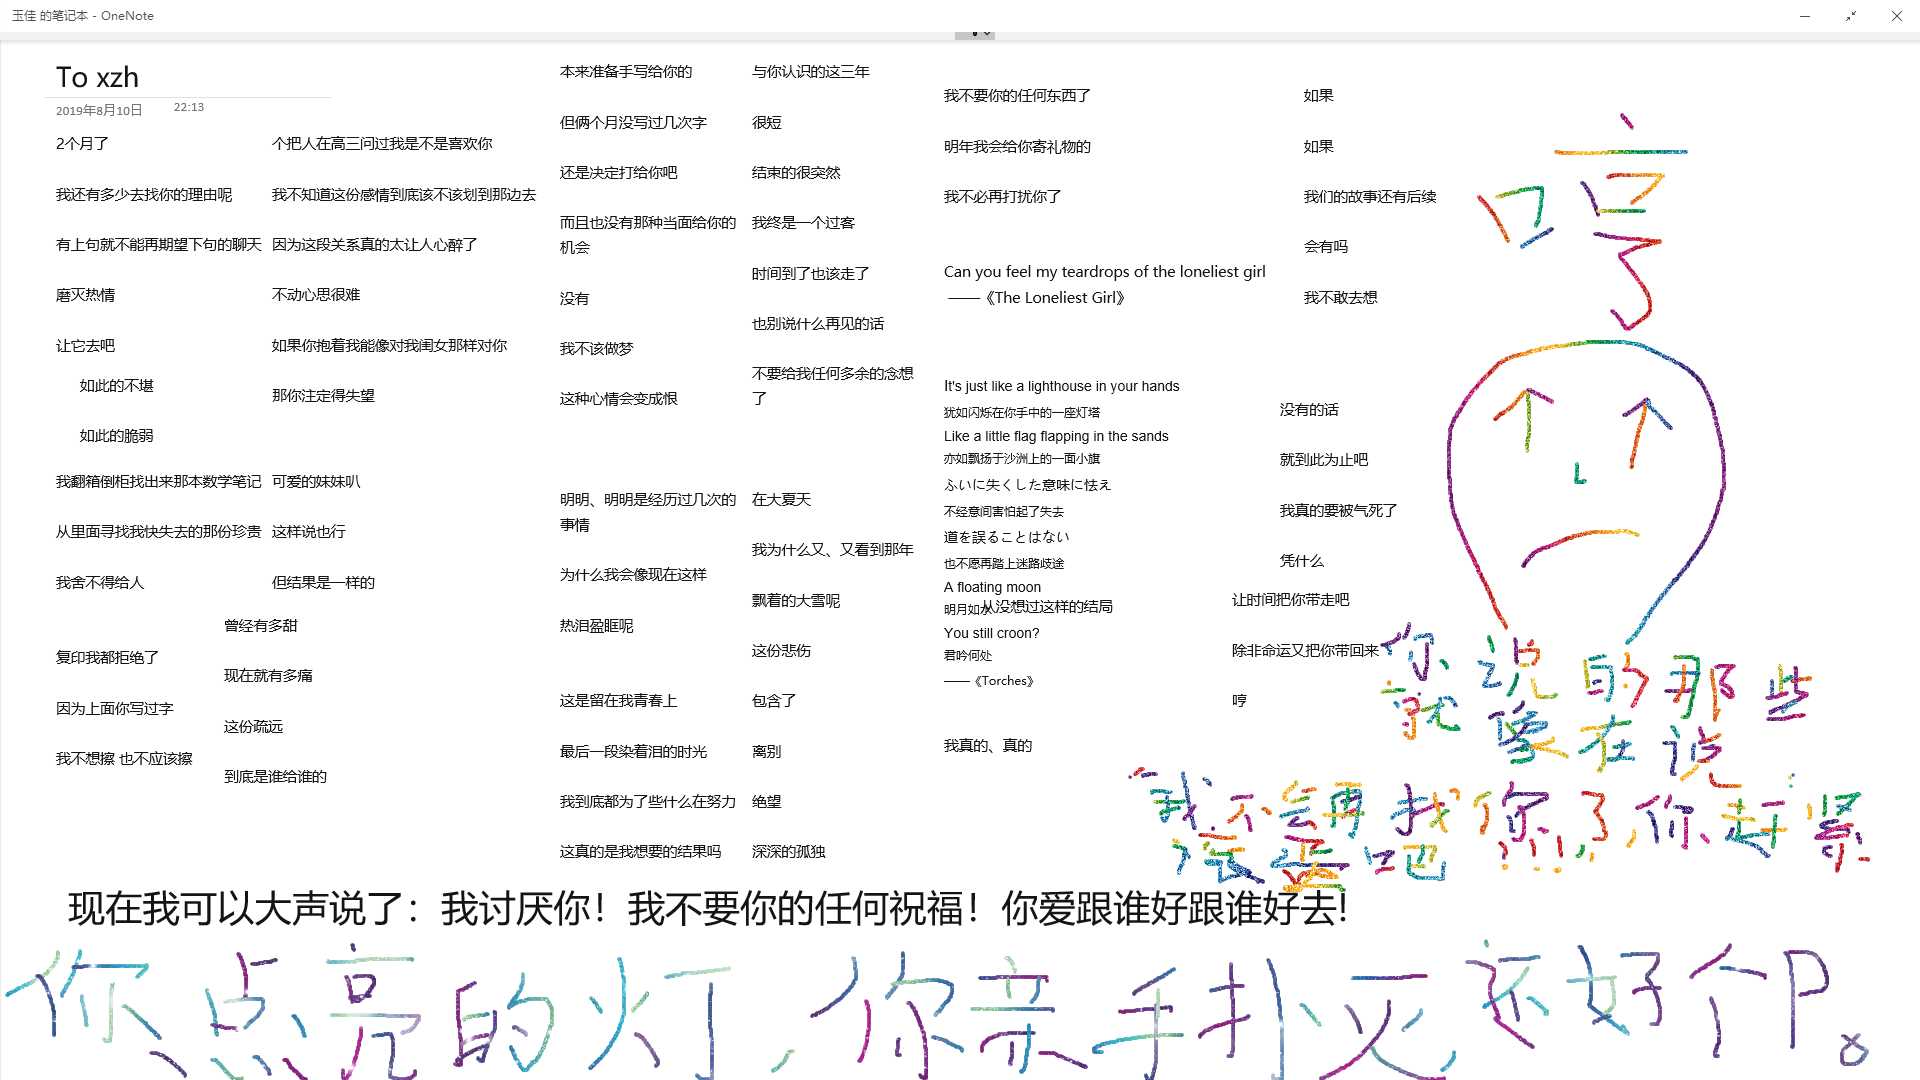 玉佳 的笔记本 - OneNote
To xzh
2019年8月10日 22:13
2个月了
我还有多少去找你的理由呢
有上句就不能再期望下句的聊天
磨灭热情
让它去吧
如此的不堪
如此的脆弱
我翻箱倒柜找出来那本数学笔记
从里面寻找我快失去的那份珍贵
我舍不得给人
复印我都拒绝了
因为上面你写过字
我不想擦 也不应该擦
个把人在高三问过我是不是喜欢你
我不知道这份感情到底该不该划到那边去
因为这段关系真的太让人心醉了
不动心思很难
如果你抱着我能像对我闺女那样对你
那你注定得失望
可爱的妹妹叭
这样说也行
但结果是一样的
曾经有多甜
现在就有多痛
这份疏远
到底是谁给谁的
本来准备手写给你的
但俩个月没写过几次字
还是决定打给你吧
而且也没有那种当面给你的
机会
没有
我不该做梦
这种心情会变成恨
明明、明明是经历过几次的
事情
为什么我会像现在这样
热泪盈眶呢
这是留在我青春上
最后一段染着泪的时光
我到底都为了些什么在努力
这真的是我想要的结果吗
与你认识的这三年
很短
结束的很突然
我终是一个过客
时间到了也该走了
也别说什么再见的话
不要给我任何多余的念想
了
在大夏天
我为什么又、又看到那年
飘着的大雪呢
这份悲伤
包含了
离别
绝望
深深的孤独
我不要你的任何东西了
明年我会给你寄礼物的
我不必再打扰你了
Can you feel my teardrops of the loneliest girl
——《The Loneliest Girl》
It's just like a lighthouse in your hands
犹如闪烁在你手中的一座灯塔
Like a little flag flapping in the sands
亦如飘扬于沙洲上的一面小旗
ふいに失くした意味に怯え
不经意间害怕起了失去
道を誤ることはない
也不愿再踏上迷路歧途
A floating moon
明月如水
从没想过这样的结局
You still croon?
君吟何处
——《Torches》
我真的、真的
如果
如果
我们的故事还有后续
会有吗
我不敢去想
没有的话
就到此为止吧
我真的要被气死了
凭什么
让时间把你带走吧
除非命运又把你带回来
哼
哼
你说的那些
就像在说
“我不会再找您了,你赶紧
滚蛋吧!!!”
现在我可以大声说了：我讨厌你！我不要你的任何祝福！你爱跟谁好跟谁好去!
你点亮的灯,你亲手扑灭,还好个P。